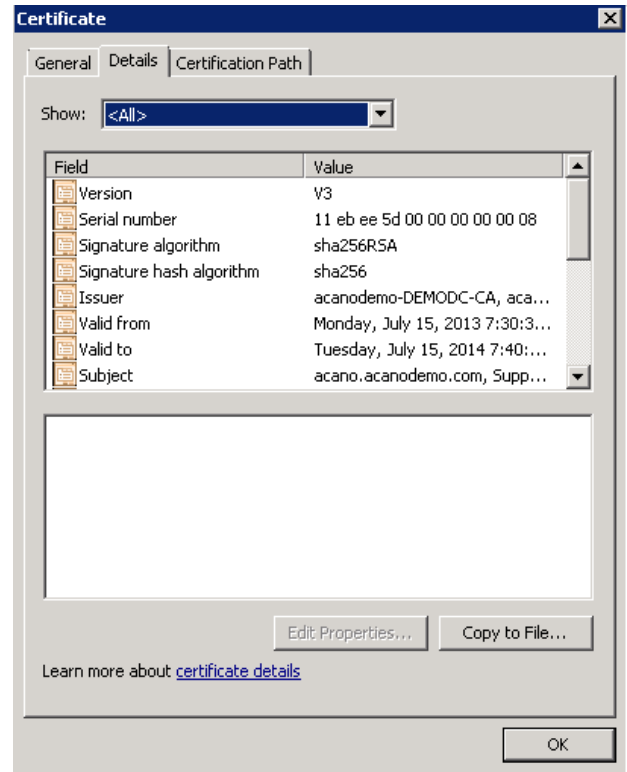 Certificate
General Details Certification Path
Show: <All>
Field Value
Version V3
Serial number 11 eb ee 5d 00 00 00 00 00 08
Signature algorithm sha256RSA
Signature hash algorithm sha256
Issuer acanodemo-DEMODC-CA, aca...
Valid from Monday, July 15, 2013 7:30:3...
Valid to Tuesday, July 15, 2014 7:40:...
Subject acano.acanodemo.com, Supp...
Edit Properties... Copy to File...
Learn more about certificate details
OK